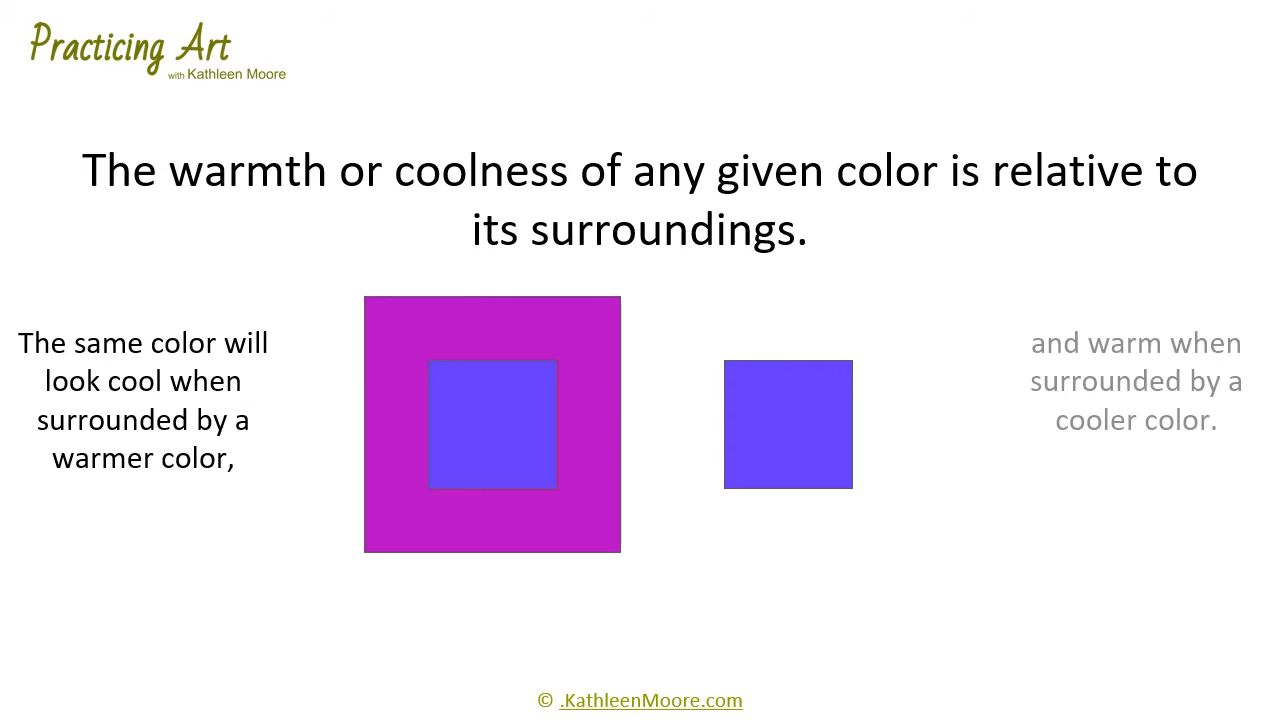 Practicing Art
with Kathleen Moore
The warmth or coolness of any given color is relative to
its surroundings.
The same color will
look cool when
surrounded by a
warmer color,
and warm when
surrounded by a
cooler color.
© .KathleenMoore.com